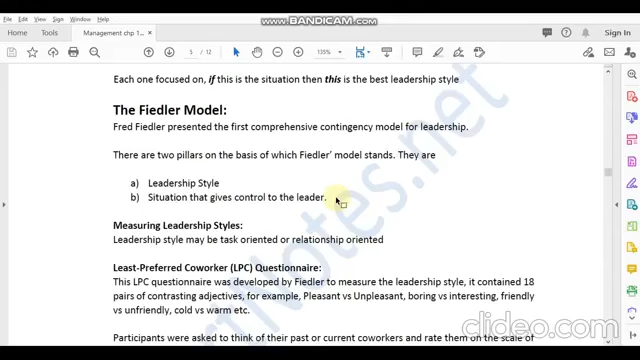 WWW.BANDICAM.COM
File Edit View Sign Window Help
Home Tools Management chp 1... Sign In
5 / 12 135%
Each one focused on, if this is the situation then this is the best leadership style
The Fiedler Model:
Fred Fiedler presented the first comprehensive contingency model for leadership.
There are two pillars on the basis of which Fiedler' model stands. They are
a) Leadership Style
b) Situation that gives control to the leader.
Measuring Leadership Styles:
Leadership style may be task oriented or relationship oriented
Least-Preferred Coworker (LPC) Questionnaire:
This LPC questionnaire was developed by Fiedler to measure the leadership style, it contained 18
pairs of contrasting adjectives, for example, Pleasant vs Unpleasant, boring vs interesting, friendly
vs unfriendly, cold vs warm etc.
Participants were asked to think of their past or current coworkers and rate them on the scale of
Notes.net
clideo.com